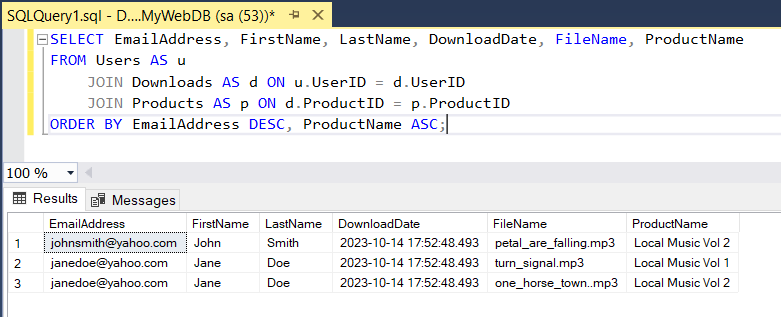 SQLQuery1.sql - D....MyWebDB (sa (53))*
SELECT EmailAddress, FirstName, LastName, DownloadDate, FileName, ProductName
FROM Users AS u
JOIN Downloads AS d ON u.UserID = d.UserID
JOIN Products AS p ON d.ProductID = p.ProductID
ORDER BY EmailAddress DESC, ProductName ASC;
100 %
Results Messages
EmailAddress FirstName LastName DownloadDate FileName ProductName
1 johnsmith@yahoo.com John Smith 2023-10-14 17:52:48.493 petal_are_falling.mp3 Local Music Vol 2
2 janedoe@yahoo.com Jane Doe 2023-10-14 17:52:48.493 turn_signal.mp3 Local Music Vol 1
3 janedoe@yahoo.com Jane Doe 2023-10-14 17:52:48.493 one_horse_town..mp3 Local Music Vol 2